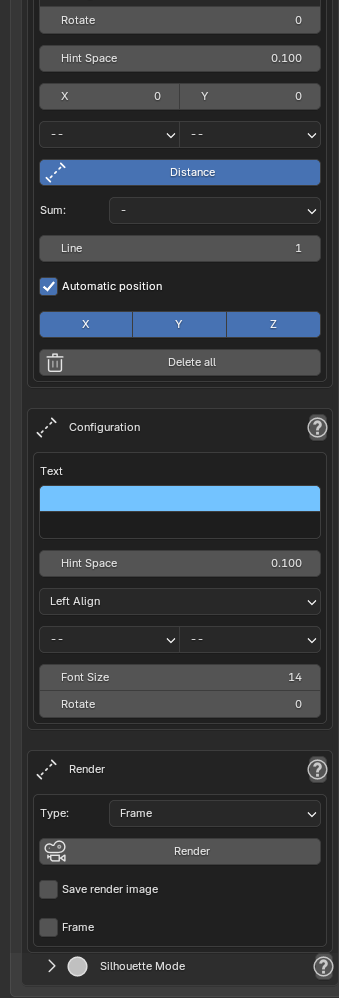 Rotate 0
Hint Space 0.100
X 0 Y 0
-- --
Distance
Sum: -
Line 1
Automatic position
X Y Z
Delete all
Configuration ?
Text
Hint Space 0.100
Left Align
-- --
Font Size 14
Rotate 0
Render ?
Type: Frame
Render
Save render image
Frame
Silhouette Mode ?